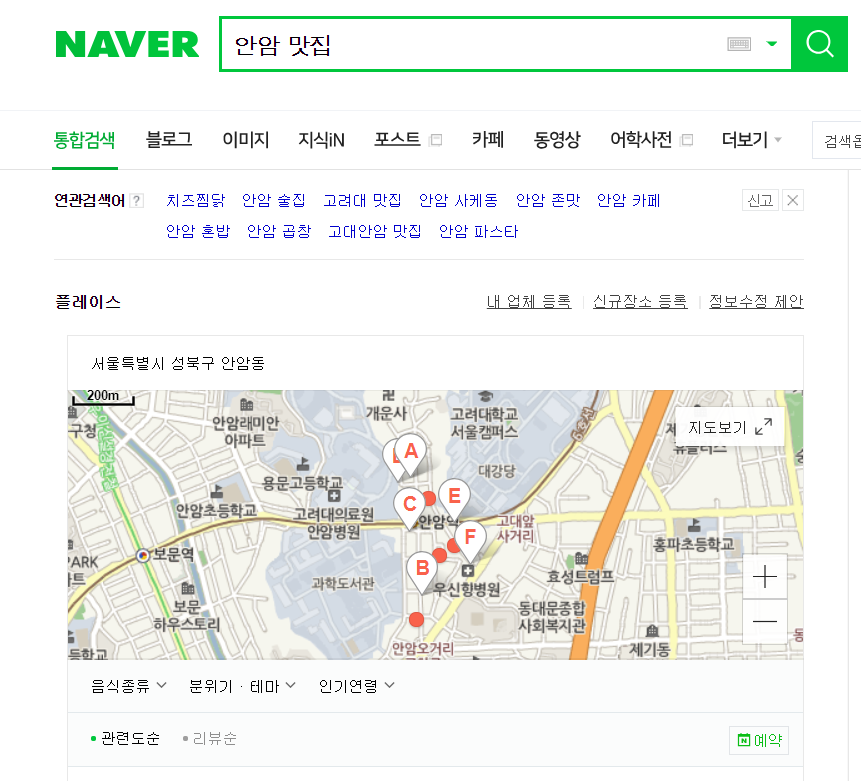 NAVER
안암 맛집
통합검색 블로그 이미지 지식iN 포스트 카페 동영상 어학사전 더보기
연관검색어 ? 치즈찜닭 안암 술집 고려대 맛집 안암 사케동 안암 존맛 안암 카페 신고
안암 혼밥 안암 곱창 고대안암 맛집 안암 파스타
플레이스 내 업체 등록 신규장소 등록 정보수정 제안
서울특별시 성북구 안암동
200m
구청
안암래미안
아파트
개운사
고려대학교
서울캠퍼스
지도보기
대강당
A
용문고등학교
안암초등학교
고려대의료원
안암병원
C
E
안암역
고대앞
사거리
F
홍파초등학교
PARK
보문역
B
과학도서관
우신향병원
효성트럼프
보문
하우스토리
동대문종합
사회복지관
안암오거리
제기동
음식종류 분위기 · 테마 인기연령
관련도순 리뷰순 N 예약